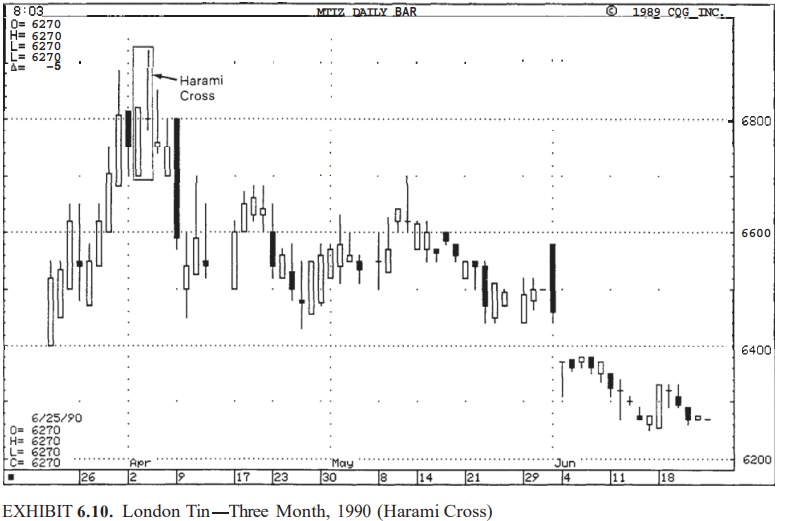 8:03 MTIZ DAILY BAR © 1989 CQG INC.
O= 6270
H= 6270
L= 6270
L= 6270
Δ= -5
Harami
Cross
6800
6600
6400
6/25/90
O= 6270
H= 6270
L= 6270
C= 6270
6200
Apr May Jun
26 2 9 17 23 30 8 14 21 29 4 11 18
EXHIBIT 6.10. London Tin—Three Month, 1990 (Harami Cross)